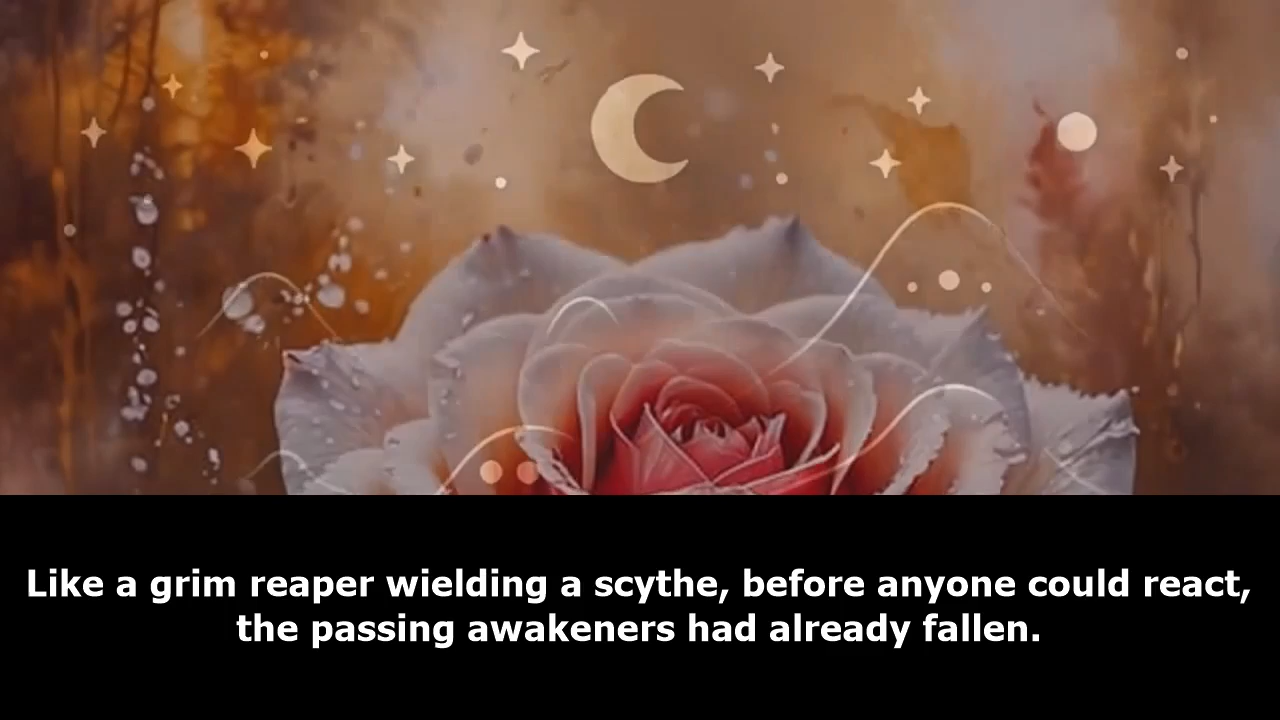 Like a grim reaper wielding a scythe, before anyone could react,
the passing awakeners had already fallen.